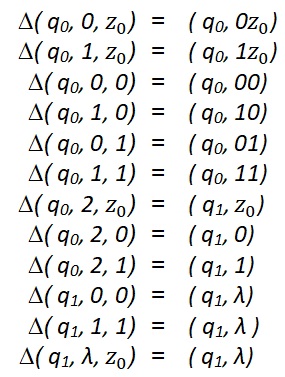 Δ( q₀, 0, z₀) = ( q₀, 0z₀)
Δ( q₀, 1, z₀) = ( q₀, 1z₀)
Δ( q₀, 0, 0) = ( q₀, 00)
Δ( q₀, 1, 0) = ( q₀, 10)
Δ( q₀, 0, 1) = ( q₀, 01)
Δ( q₀, 1, 1) = ( q₀, 11)
Δ( q₀, 2, z₀) = ( q₁, z₀)
Δ( q₀, 2, 0) = ( q₁, 0)
Δ( q₀, 2, 1) = ( q₁, 1)
Δ( q₁, 0, 0) = ( q₁, λ)
Δ( q₁, 1, 1) = ( q₁, λ )
Δ( q₁, λ, z₀) = ( q₁, λ)